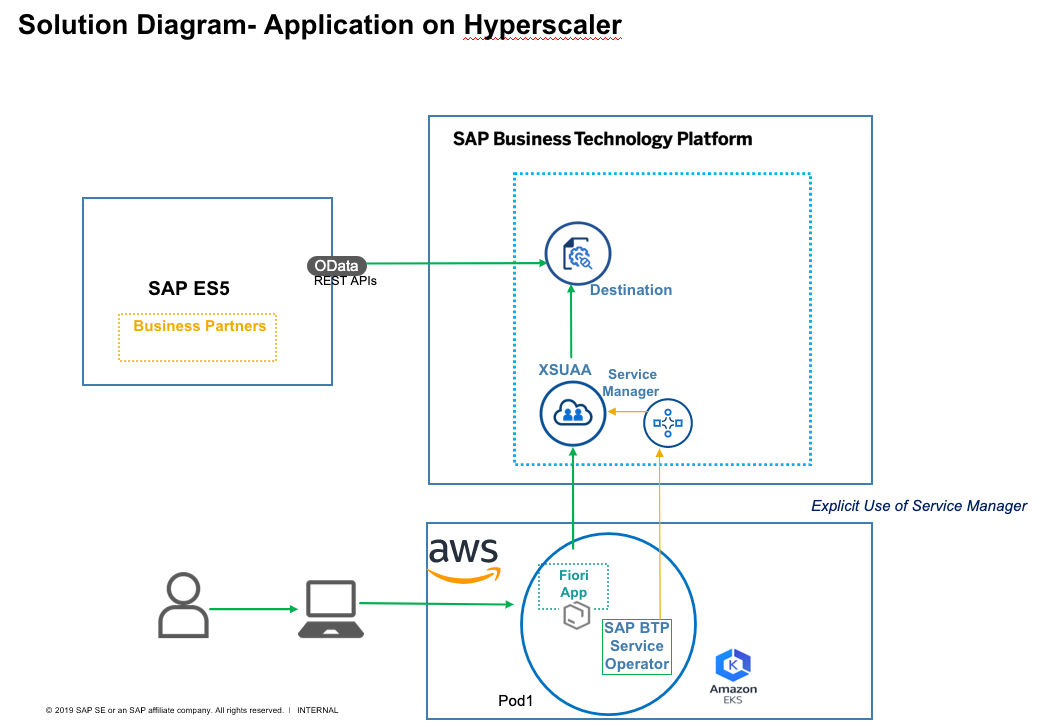 Solution Diagram- Application on Hyperscaler
SAP Business Technology Platform
OData
REST APIs
SAP ES5
Business Partners
Destination
XSUAA
Service
Manager
Explicit Use of Service Manager
aws
Fiori
App
SAP BTP
Service
Operator
Pod1
K
Amazon
EKS
© 2019 SAP SE or an SAP affiliate company. All rights reserved. | INTERNAL